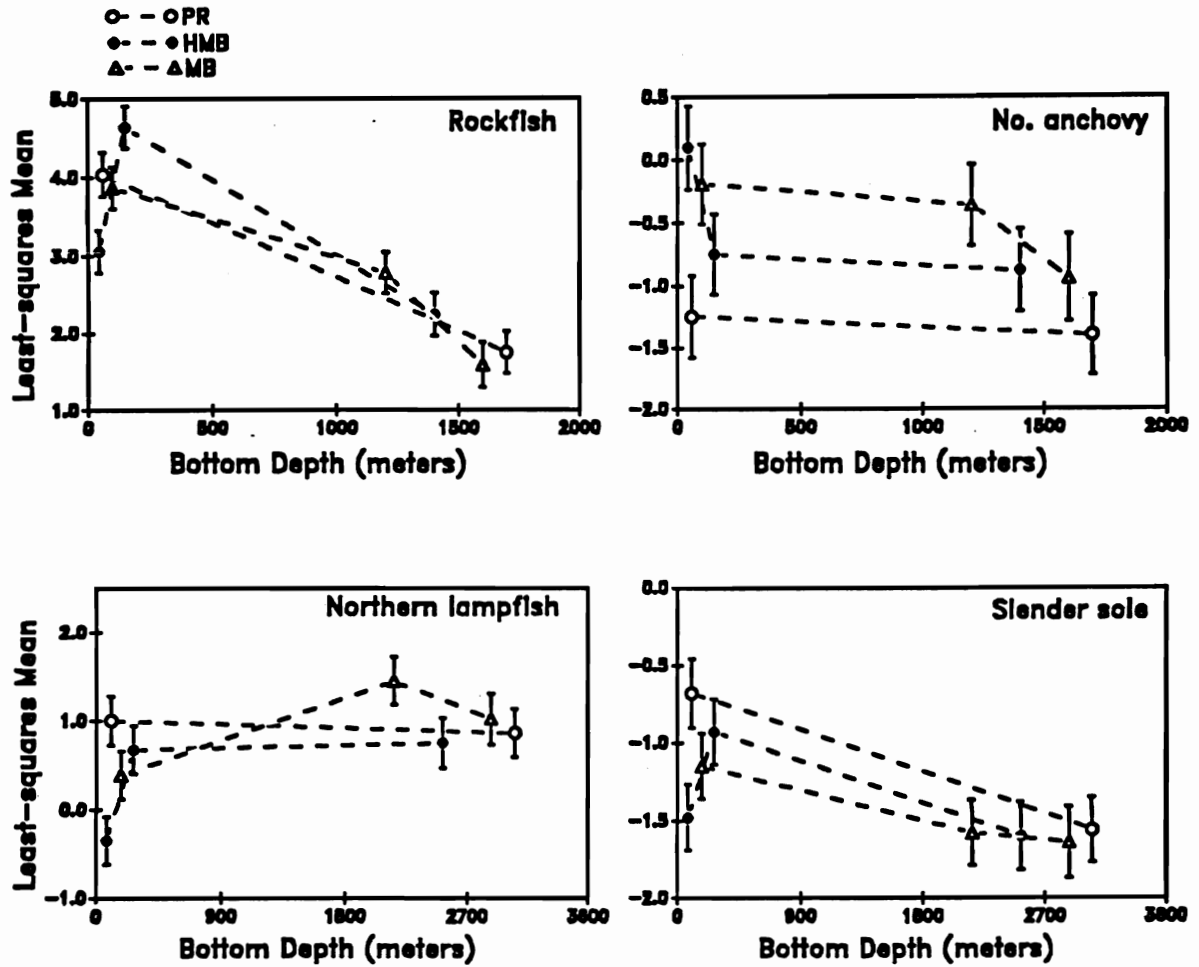 PR
HMB
MB
Rockfish
5.0
4.0
3.0
2.0
1.0
0 500 1000 1500 2000
Least-squares Mean
Bottom Depth (meters)
No. anchovy
0.5
0.0
-0.5
-1.0
-1.5
-2.0
0 500 1000 1500 2000
Bottom Depth (meters)
Northern lampfish
2.0
1.0
0.0
-1.0
0 900 1800 2700 3600
Least-squares Mean
Bottom Depth (meters)
Slender sole
0.0
-0.5
-1.0
-1.5
-2.0
0 900 1800 2700 3600
Bottom Depth (meters)